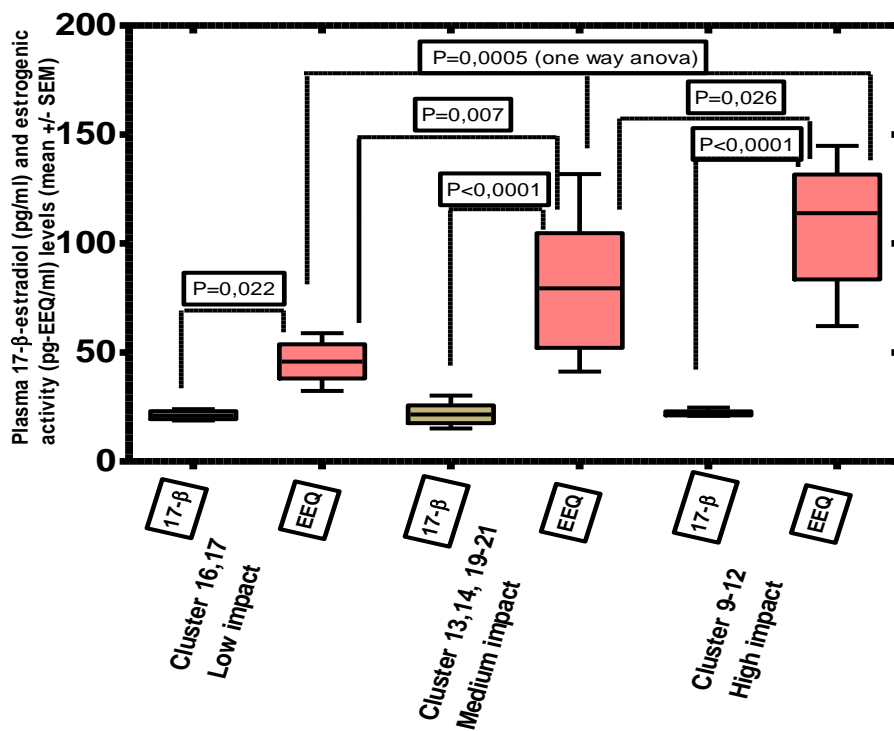 Plasma 17-β-estradiol (pg/ml) and estrogenic
activity (pg-EEQ/ml) levels (mean +/- SEM)
200
150
100
50
0
P=0,0005 (one way anova)
P=0,026
P=0,007
P<0,0001
P<0,0001
P=0,022
17-β
EEQ
17-β
EEQ
17-β
EEQ
Cluster 16,17
Low impact
Cluster 13,14, 19-21
Medium impact
Cluster 9-12
High impact